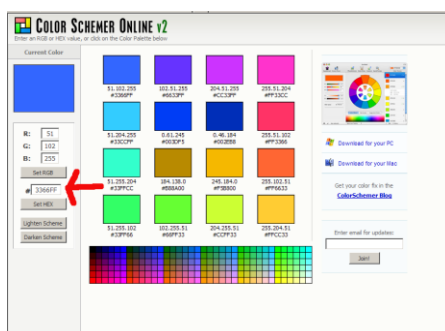 COLOR SCHEMER ONLINE V2
Enter an RGB or HEX value, or click on the Color Palette below
Current Color
R: 51
G: 102
B: 255
Set RGB
# 3366FF
Set HEX
Lighten Scheme
Darken Scheme
51.102.255 102.51.255 204.51.255 255.51.204
#3366FF #6633FF #CC33FF #FF33CC
51.204.255 0.61.245 0.46.184 255.51.102
#33CCFF #003DF5 #002EB8 #FF3366
51.255.204 184.138.0 245.184.0 255.102.51
#33FFCC #B88A00 #F5B800 #FF6633
51.255.102 102.255.51 204.255.51 255.204.51
#33FF66 #66FF33 #CCFF33 #FFCC33
Download for your PC
Download for your Mac
Get your color fix in the
ColorSchemer Blog
Enter email for updates:
Join!